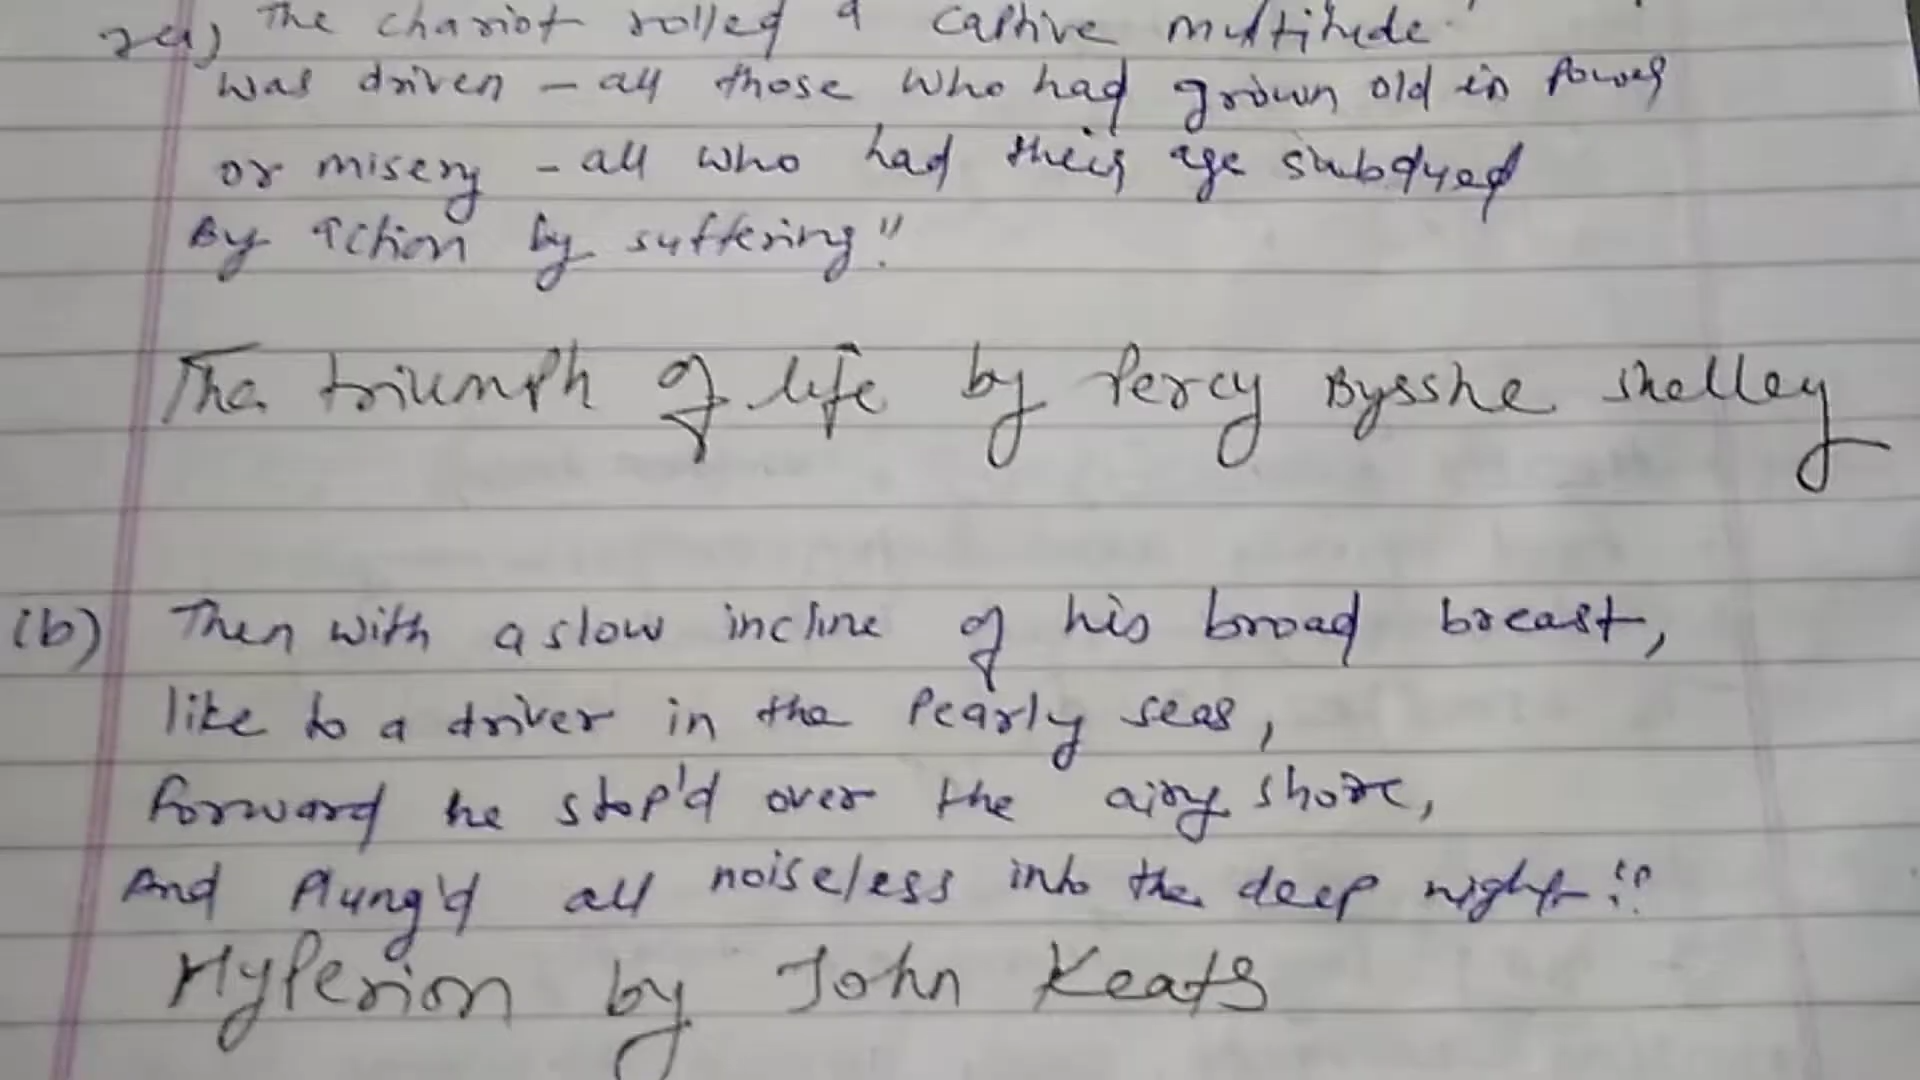 2(a) The chariot rolled a captive multitude
was driven - all those who had grown old in power
or misery - all who had their age subdued
By action by suffering!!
The triumph of life by Percy Bysshe Shelley
(b) Then with a slow incline of his broad breast,
like to a driver in the Pearly seas,
forward he stop'd over the airy shore,
And Plung'd all noiseless into the deep night!!
Hyperion by John Keats